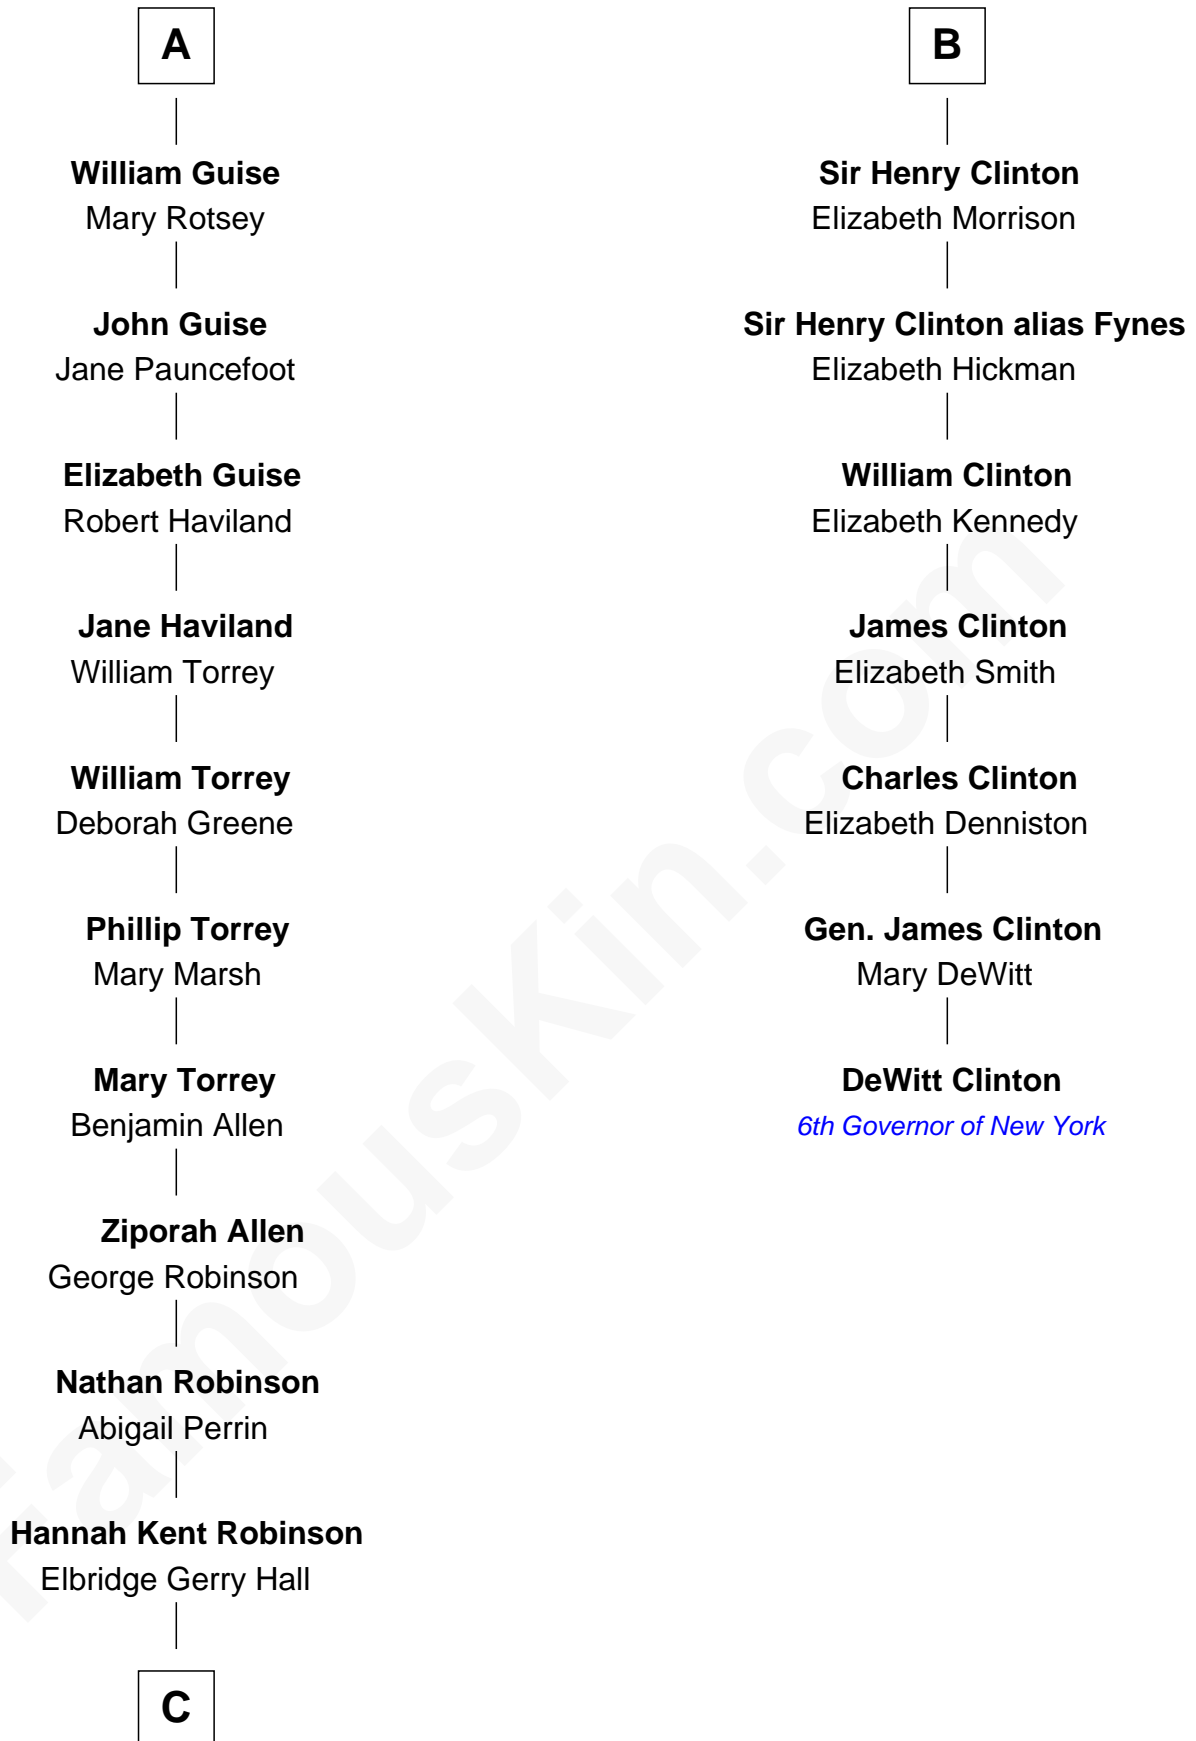 A
William Guise
Mary Rotsey
John Guise
Jane Pauncefoot
Elizabeth Guise
Robert Haviland
Jane Haviland
William Torrey
William Torrey
Deborah Greene
Phillip Torrey
Mary Marsh
Mary Torrey
Benjamin Allen
Ziporah Allen
George Robinson
Nathan Robinson
Abigail Perrin
Hannah Kent Robinson
Elbridge Gerry Hall
C
B
Sir Henry Clinton
Elizabeth Morrison
Sir Henry Clinton alias Fynes
Elizabeth Hickman
William Clinton
Elizabeth Kennedy
James Clinton
Elizabeth Smith
Charles Clinton
Elizabeth Denniston
Gen. James Clinton
Mary DeWitt
DeWitt Clinton
6th Governor of New York
FamousKin.com